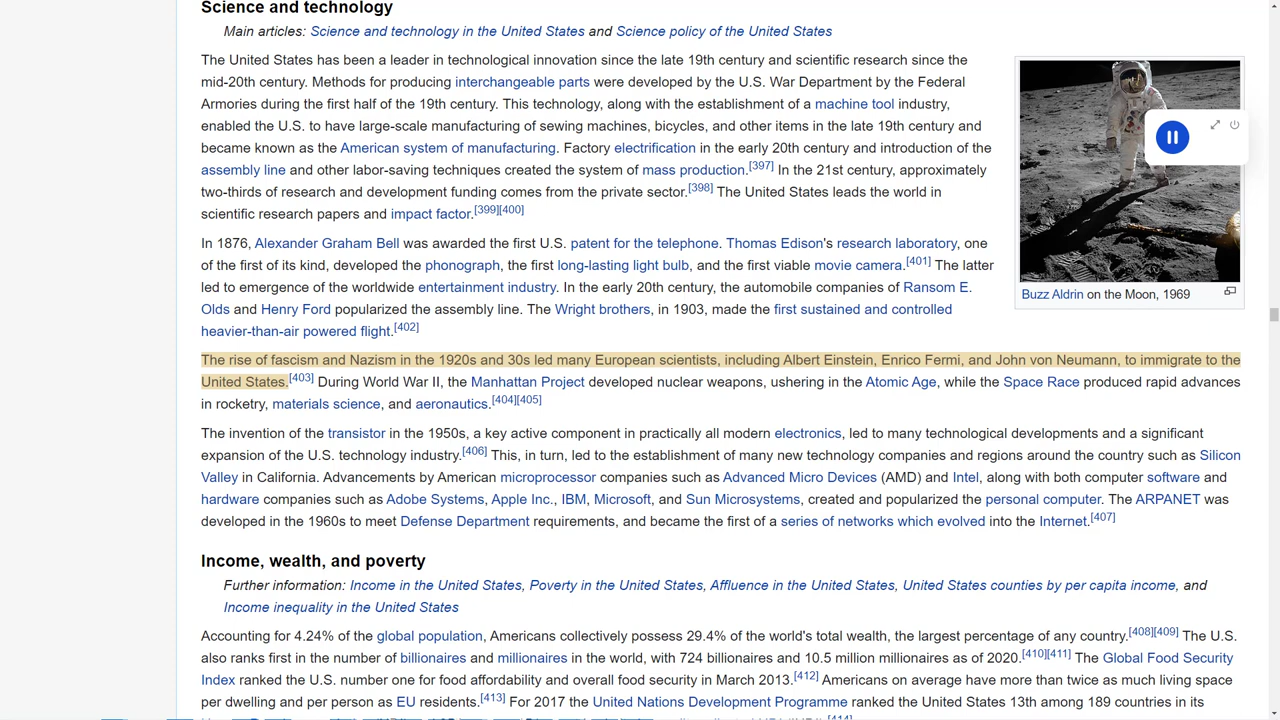 Science and technology
Main articles: Science and technology in the United States and Science policy of the United States
The United States has been a leader in technological innovation since the late 19th century and scientific research since the
mid-20th century. Methods for producing interchangeable parts were developed by the U.S. War Department by the Federal
Armories during the first half of the 19th century. This technology, along with the establishment of a machine tool industry,
enabled the U.S. to have large-scale manufacturing of sewing machines, bicycles, and other items in the late 19th century and
became known as the American system of manufacturing. Factory electrification in the early 20th century and introduction of the
assembly line and other labor-saving techniques created the system of mass production.[397] In the 21st century, approximately
two-thirds of research and development funding comes from the private sector.[398] The United States leads the world in
scientific research papers and impact factor.[399][400]
Buzz Aldrin on the Moon, 1969
In 1876, Alexander Graham Bell was awarded the first U.S. patent for the telephone. Thomas Edison's research laboratory, one
of the first of its kind, developed the phonograph, the first long-lasting light bulb, and the first viable movie camera.[401] The latter
led to emergence of the worldwide entertainment industry. In the early 20th century, the automobile companies of Ransom E.
Olds and Henry Ford popularized the assembly line. The Wright brothers, in 1903, made the first sustained and controlled
heavier-than-air powered flight.[402]
The rise of fascism and Nazism in the 1920s and 30s led many European scientists, including Albert Einstein, Enrico Fermi, and John von Neumann, to immigrate to the
United States.[403] During World War II, the Manhattan Project developed nuclear weapons, ushering in the Atomic Age, while the Space Race produced rapid advances
in rocketry, materials science, and aeronautics.[404][405]
The invention of the transistor in the 1950s, a key active component in practically all modern electronics, led to many technological developments and a significant
expansion of the U.S. technology industry.[406] This, in turn, led to the establishment of many new technology companies and regions around the country such as Silicon
Valley in California. Advancements by American microprocessor companies such as Advanced Micro Devices (AMD) and Intel, along with both computer software and
hardware companies such as Adobe Systems, Apple Inc., IBM, Microsoft, and Sun Microsystems, created and popularized the personal computer. The ARPANET was
developed in the 1960s to meet Defense Department requirements, and became the first of a series of networks which evolved into the Internet.[407]
Income, wealth, and poverty
Further information: Income in the United States, Poverty in the United States, Affluence in the United States, United States counties by per capita income, and
Income inequality in the United States
Accounting for 4.24% of the global population, Americans collectively possess 29.4% of the world's total wealth, the largest percentage of any country.[408][409] The U.S.
also ranks first in the number of billionaires and millionaires in the world, with 724 billionaires and 10.5 million millionaires as of 2020.[410][411] The Global Food Security
Index ranked the U.S. number one for food affordability and overall food security in March 2013.[412] Americans on average have more than twice as much living space
per dwelling and per person as EU residents.[413] For 2017 the United Nations Development Programme ranked the United States 13th among 189 countries in its